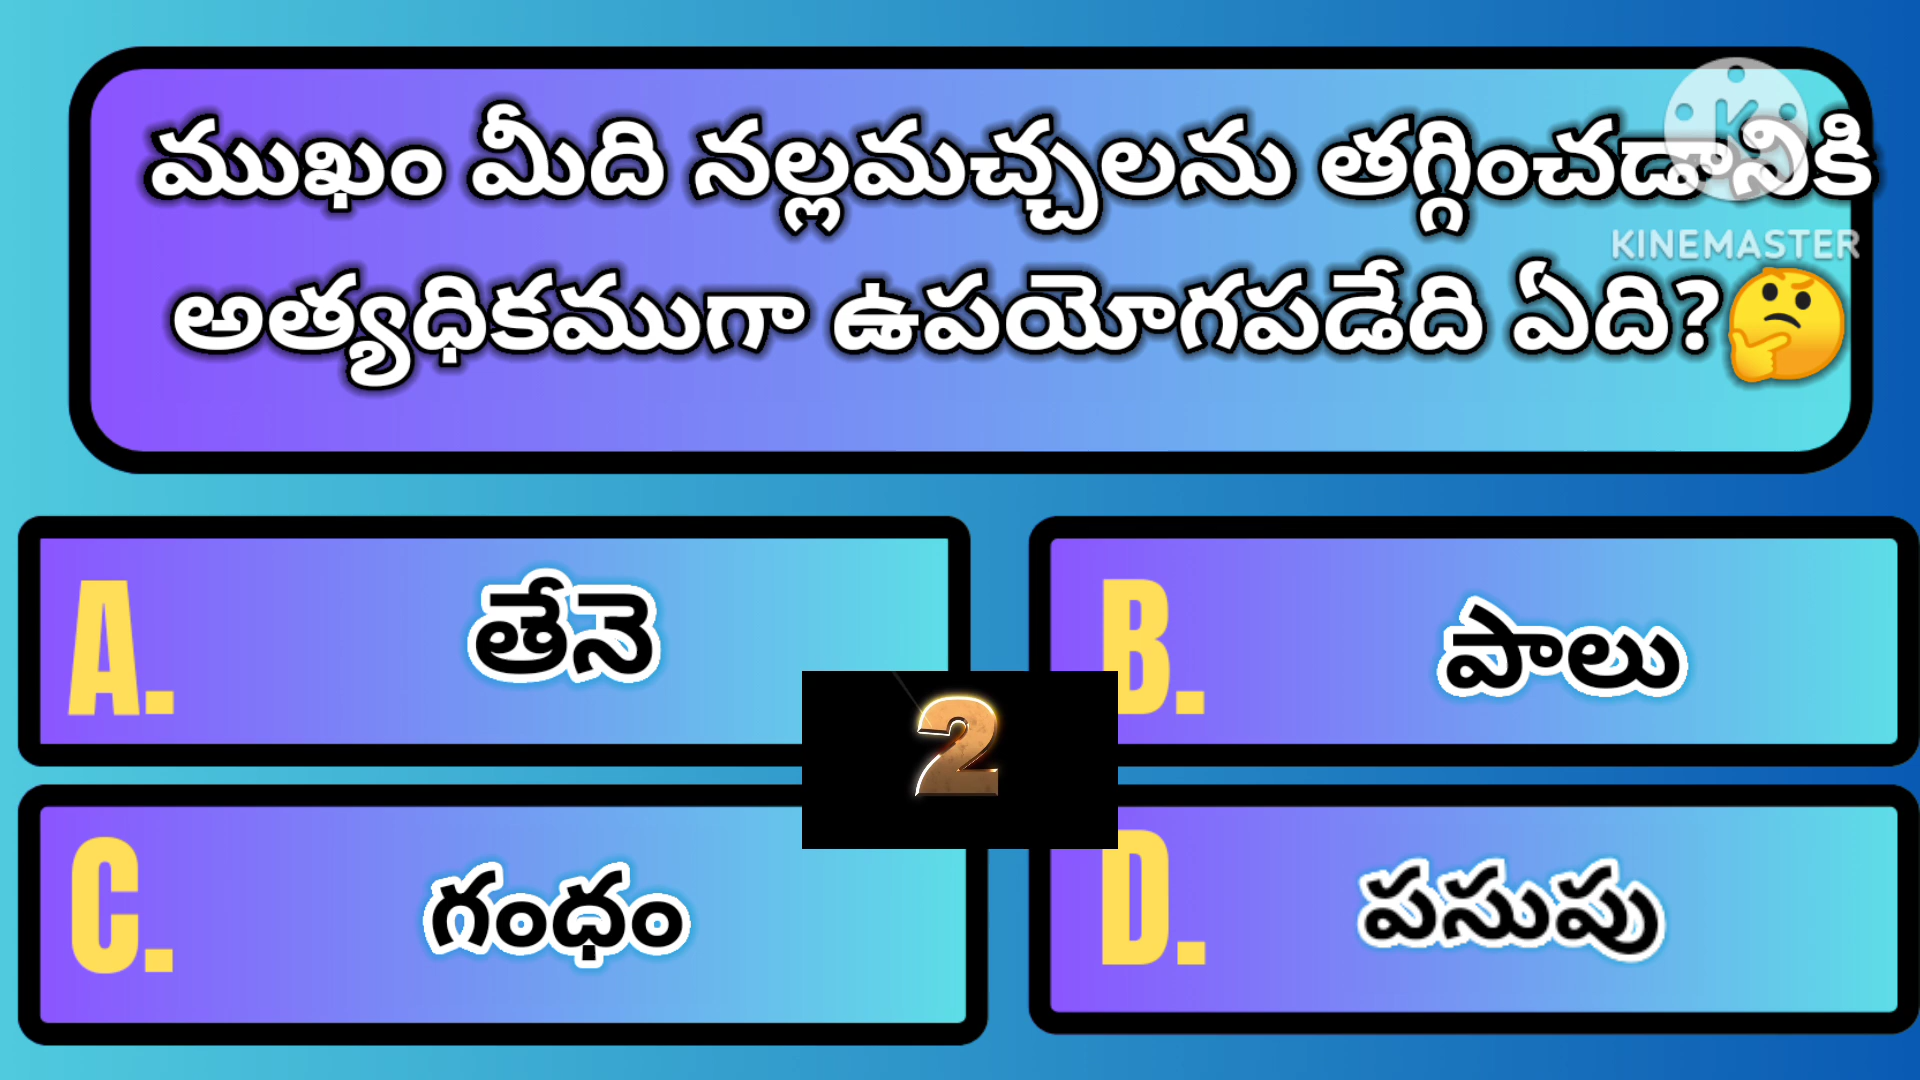 ముఖం మీది నల్లమచ్చలను తగ్గించడానికి
KINEMASTER
అత్యధికముగా ఉపయోగపడేది ఏది?🤔
A. తేనె
B. పాలు
2
C. గంధం
D. పసుపు